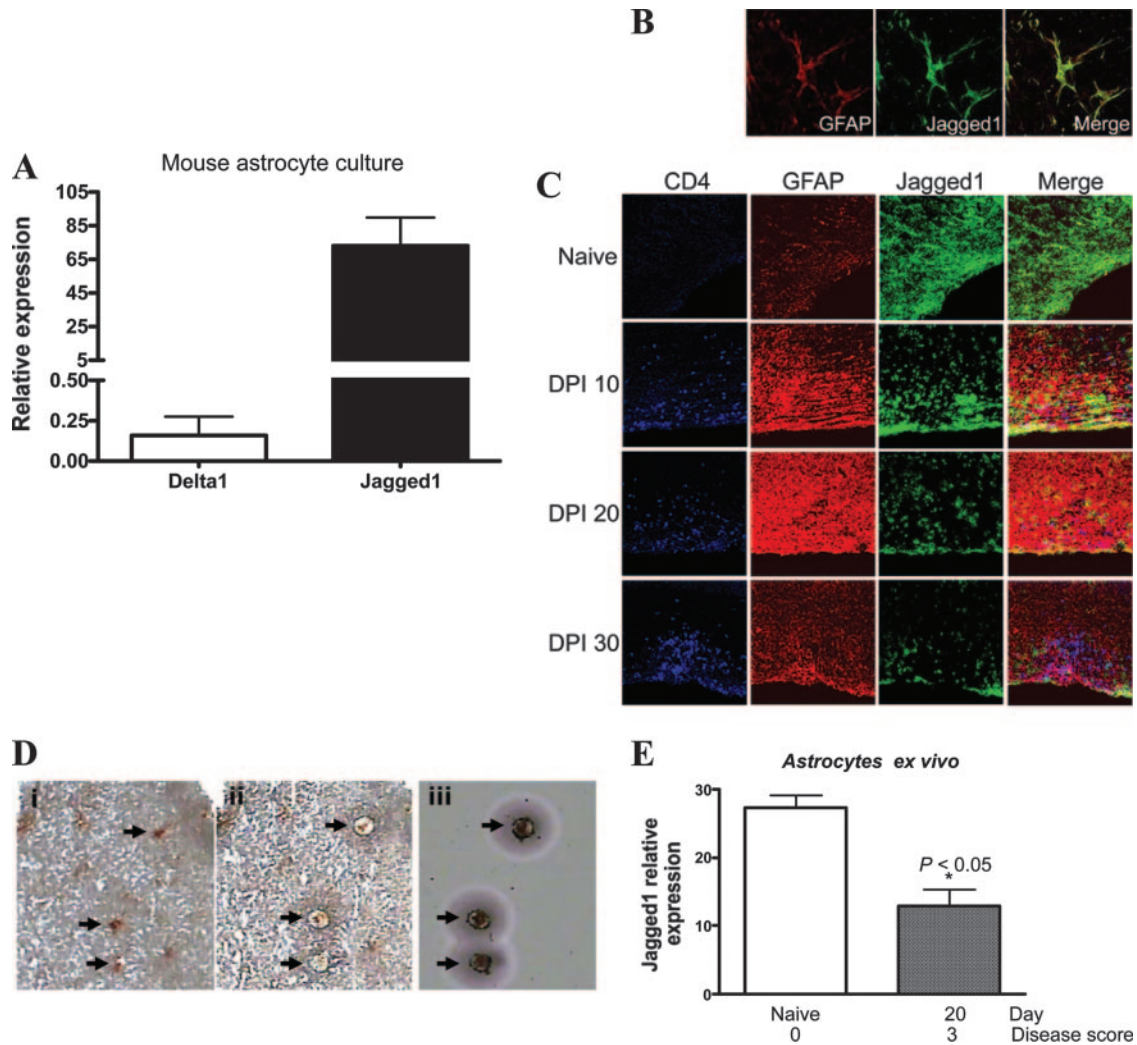 B
GFAP Jagged1 Merge
A
Mouse astrocyte culture
Relative expression
105
85
65
45
25
5
0.50
0.25
0.00
Delta1 Jagged1
C
CD4 GFAP Jagged1 Merge
Naive
DPI 10
DPI 20
DPI 30
D
i ii iii
E
Astrocytes ex vivo
Jagged1 relative
expression
30
20
10
0
P < 0.05
*
Naive 20 Day
0 3 Disease score